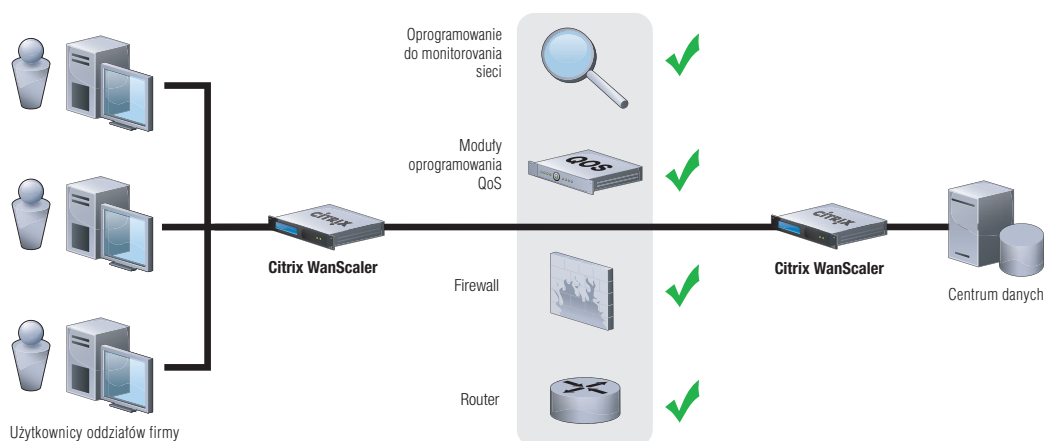 Oprogramowanie
do monitorovania
sieci
Moduły
oprogramowania
QoS
QOS
CITRIX
Citrix WanScaler
CITRIX
Citrix WanScaler
Firewall
Centrum danych
Router
Użytkownicy oddziałów firmy